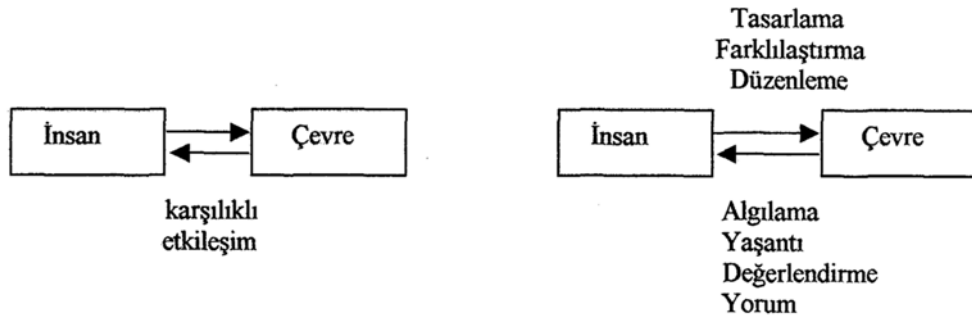 İnsan
Çevre
karşılıklı
etkileşim
Tasarlama
Farklılaştırma
Düzenleme
İnsan
Çevre
Algılama
Yaşantı
Değerlendirme
Yorum